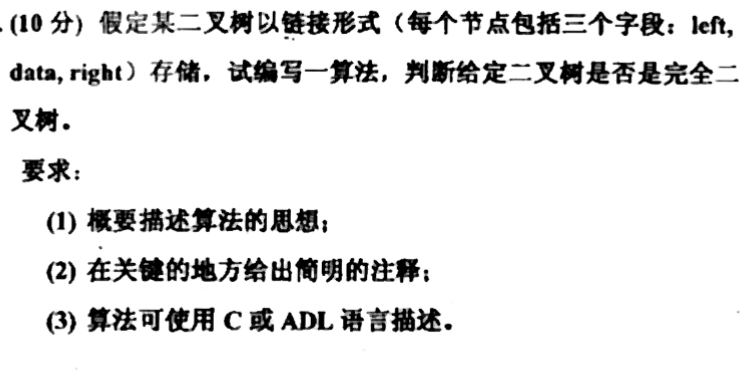 . (10 分) 假定某二叉树以链接形式（每个节点包括三个字段：left,
data, right）存储，试编写一算法，判断给定二叉树是否是完全二
叉树。
要求：
(1) 概要描述算法的思想；
(2) 在关键的地方给出简明的注释；
(3) 算法可使用 C 或 ADL 语言描述。